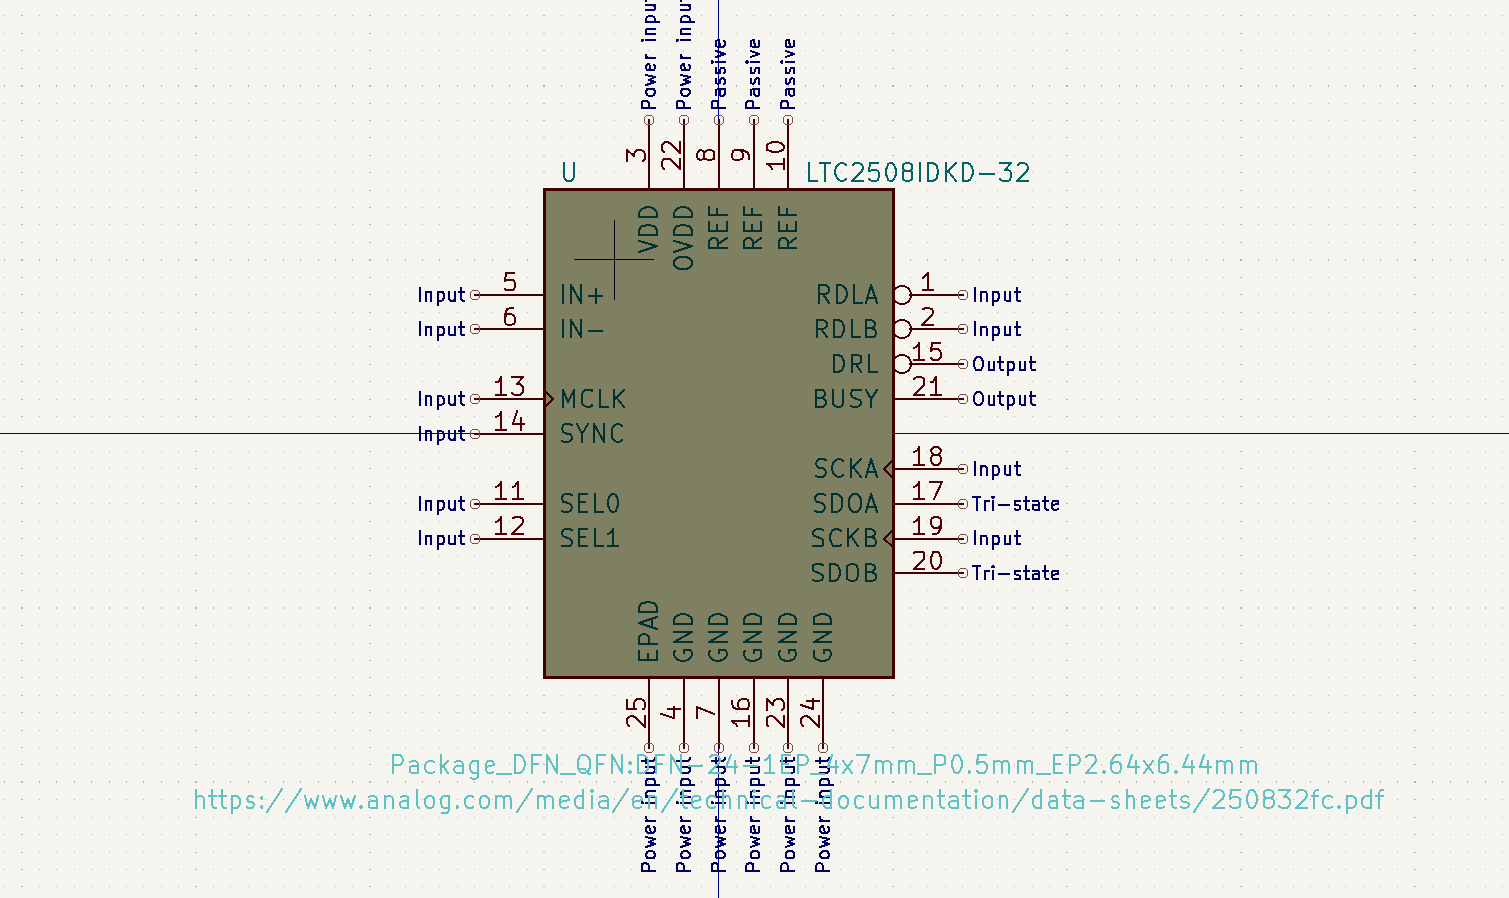 Power input
Power input
Passive
Passive
Passive
3
22
8
9
10
U
LTC2508IDKD-32
VDD
OVDD
REF
REF
REF
Input 5 IN+
RDLA 1 Input
Input 6 IN-
RDLB 2 Input
DRL 15 Output
Input 13 MCLK
BUSY 21 Output
Input 14 SYNC
SCKA 18 Input
Input 11 SEL0
SDOA 17 Tri-state
Input 12 SEL1
SCKB 19 Input
SDOB 20 Tri-state
EPAD
GND
GND
GND
GND
GND
25
4
7
16
23
24
Package_DFN_QFN:DFN-24-1EP_4x7mm_P0.5mm_EP2.64x6.44mm
https://www.analog.com/media/en/technical-documentation/data-sheets/250832fc.pdf
Power input
Power input
Power input
Power input
Power input
Power input